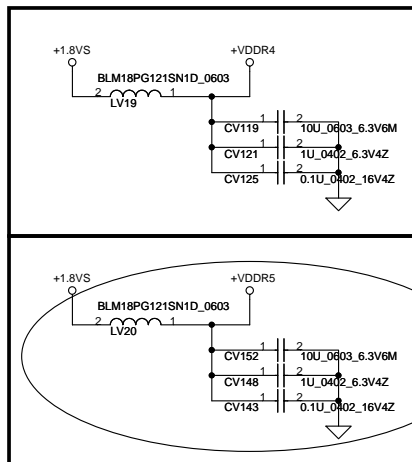 +1.8VS +VDDR4
BLM18PG121SN1D_0603
2 1
LV19
1 2
CV119 10U_0603_6.3V6M
1 2
CV121 1U_0402_6.3V4Z
1 2
CV125 0.1U_0402_16V4Z
+1.8VS +VDDR5
BLM18PG121SN1D_0603
2 1
LV20
1 2
CV152 10U_0603_6.3V6M
1 2
CV148 1U_0402_6.3V4Z
1 2
CV143 0.1U_0402_16V4Z